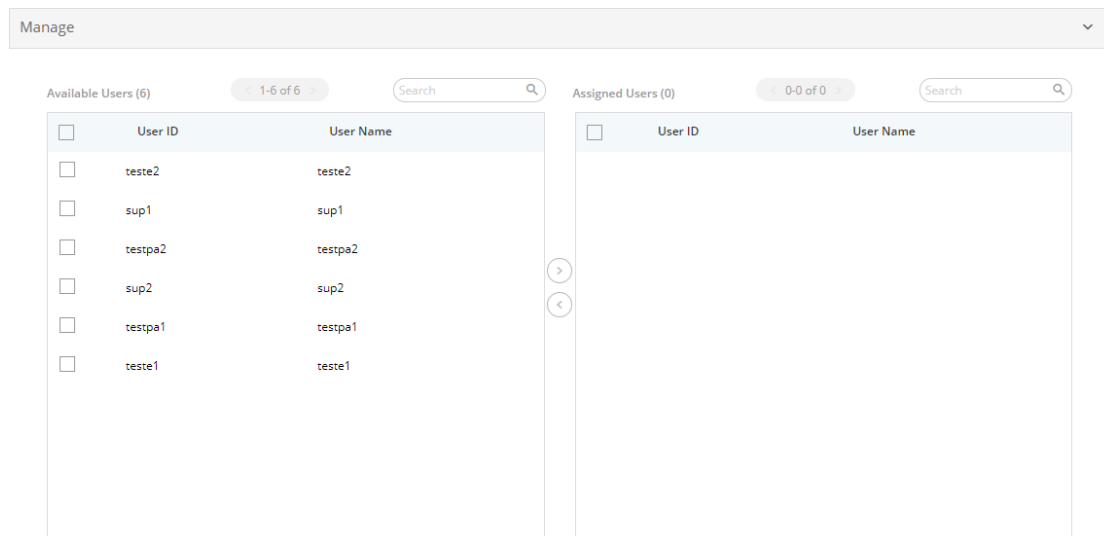 Manage
Available Users (6) < 1-6 of 6 > Search
Assigned Users (0) < 0-0 of 0 > Search
User ID User Name
User ID User Name
teste2 teste2
sup1 sup1
testpa2 testpa2
sup2 sup2
testpa1 testpa1
teste1 teste1